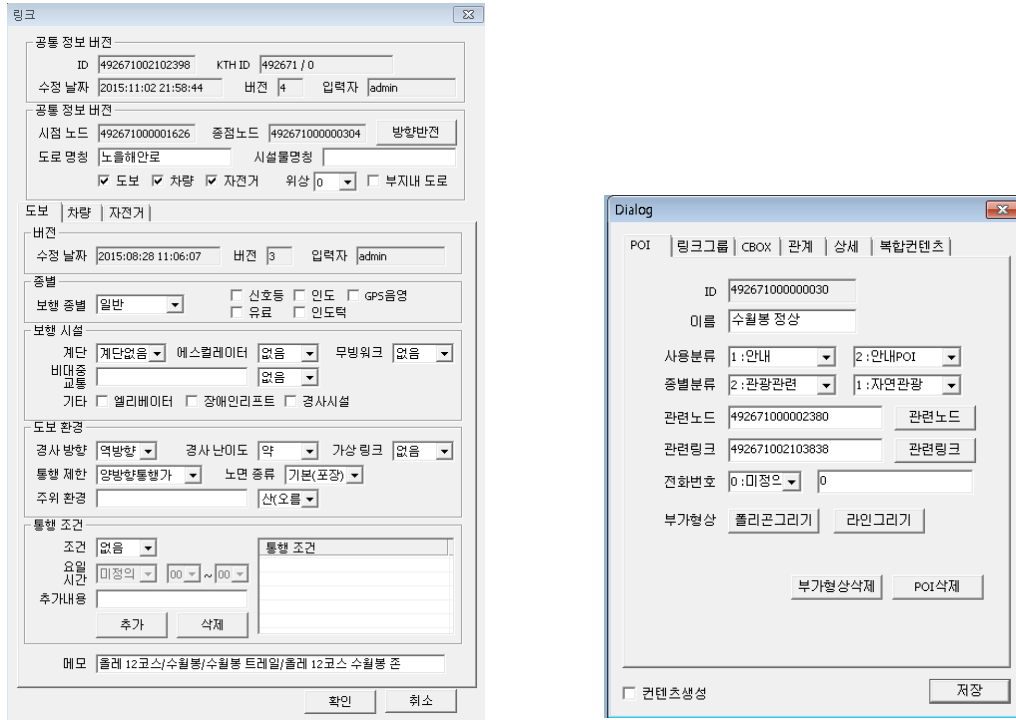 링크
공통 정보 버전
ID 492671002102398 KTH ID 492671 / 0
수정 날짜 2015:11:02 21:58:44 버전 4 입력자 admin
공통 정보 버전
시점 노드 492671000001626 종점노드 492671000000304 방향반전
도로 명칭 노을해안로 시설물명칭
도보 차량 자전거 위상 0 부지내 도로
도보 차량 자전거
버전
수정 날짜 2015:08:28 11:06:07 버전 3 입력자 admin
종별
보행 종별 일반 신호등 인도 GPS음영
유료 인도턱
보행 시설
계단 계단없음 에스컬레이터 없음 무빙워크 없음
비대중
교통 없음
기타 엘리베이터 장애인리프트 경사시설
도보 환경
경사 방향 역방향 경사 난이도 약 가상 링크 없음
통행 제한 양방향통행가 노면 종류 기본(포장)
주위 환경 산(오름
통행 조건
조건 없음 통행 조건
요일
시간 미정의 00 ~ 00
추가내용
추가 삭제
메모 올레 12코스/수월봉/수월봉 트레일/올레 12코스 수월봉 존
확인 취소
Dialog
POI 링크그룹 CBOX 관계 상세 복합컨텐츠
ID 492671000000030
이름 수월봉 정상
사용분류 1 :안내 2 :안내POI
종별분류 2 :관광관련 1 :자연관광
관련노드 492671000002380 관련노드
관련링크 492671002103838 관련링크
전화번호 0 :미정으 0
부가형상 폴리곤그리기 라인그리기
부가형상삭제 POI삭제
컨텐츠생성 저장